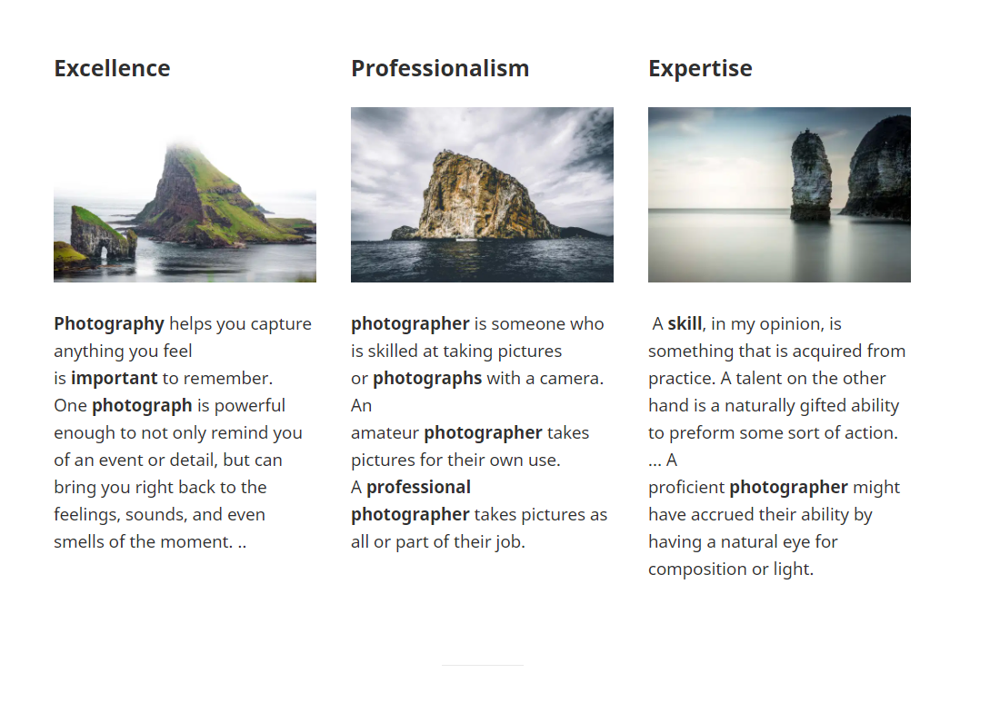 Excellence
Photography helps you capture
anything you feel
is important to remember.
One photograph is powerful
enough to not only remind you
of an event or detail, but can
bring you right back to the
feelings, sounds, and even
smells of the moment. ..
Professionalism
photographer is someone who
is skilled at taking pictures
or photographs with a camera.
An
amateur photographer takes
pictures for their own use.
A professional
photographer takes pictures as
all or part of their job.
Expertise
A skill, in my opinion, is
something that is acquired from
practice. A talent on the other
hand is a naturally gifted ability
to preform some sort of action.
... A
proficient photographer might
have accrued their ability by
having a natural eye for
composition or light.